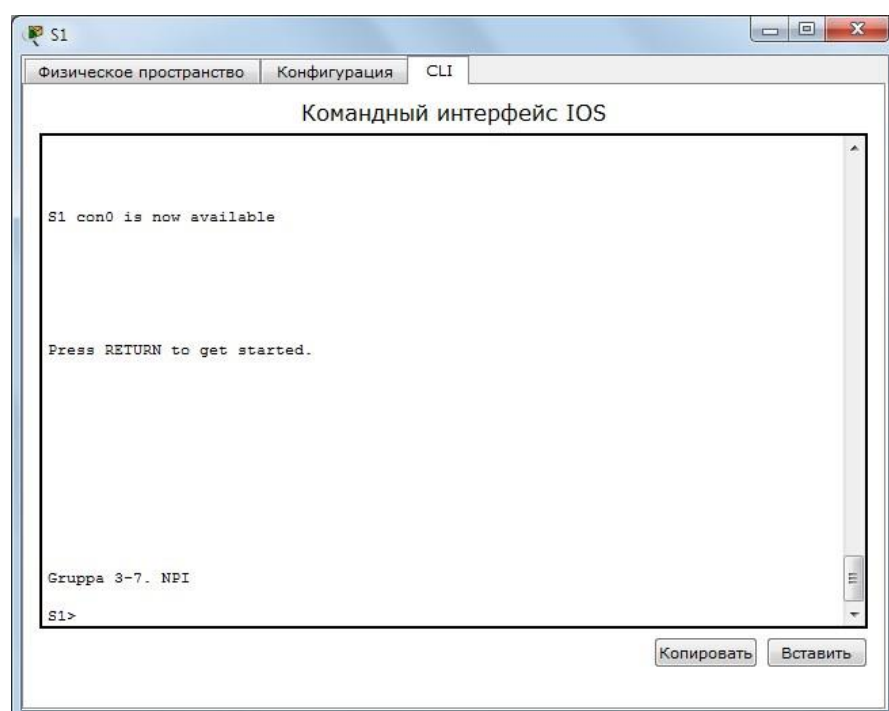 S1
Физическое пространство Конфигурация CLI
Командный интерфейс IOS
S1 con0 is now available
Press RETURN to get started.
Gruppa 3-7. NPI
S1>
Копировать Вставить